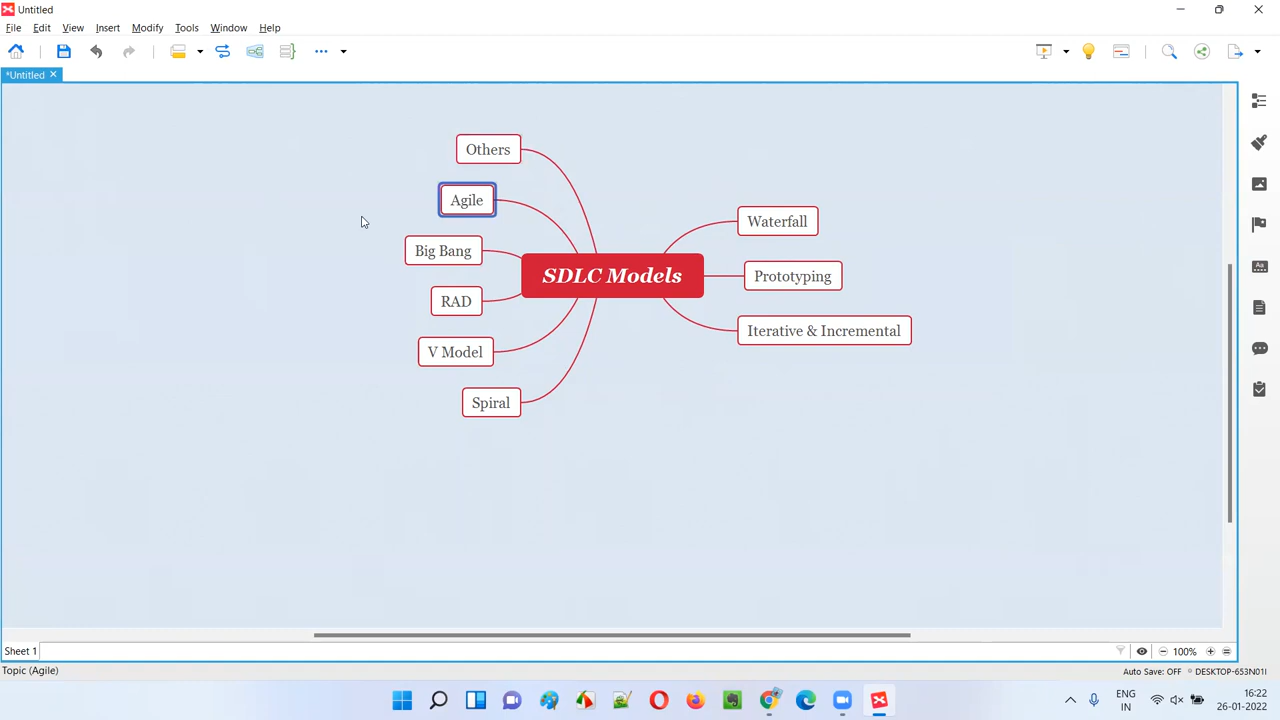 Untitled
File Edit View Insert Modify Tools Window Help
*Untitled
Others
Agile
Big Bang
RAD
V Model
Spiral
SDLC Models
Waterfall
Prototyping
Iterative & Incremental
Aa
Sheet 1
100%
Topic (Agile)
Auto Save: OFF
DESKTOP-653N01I
ENG
IN
16:22
26-01-2022